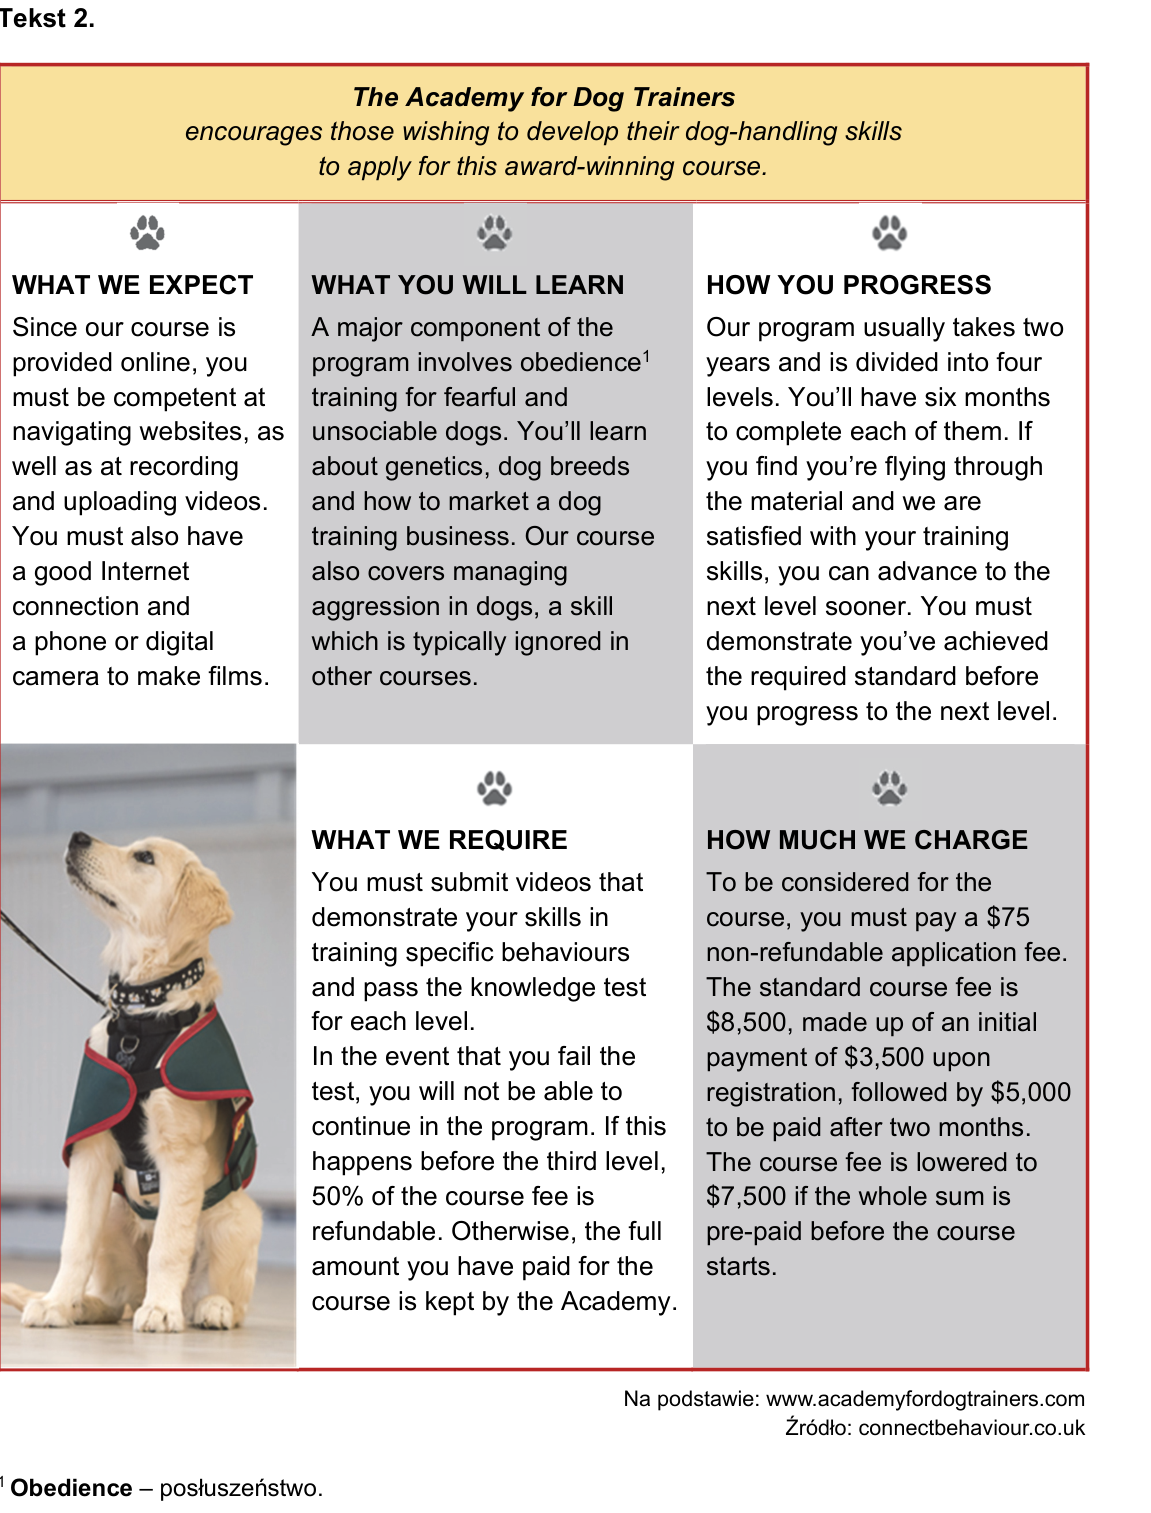 Tekst 2.
The Academy for Dog Trainers
encourages those wishing to develop their dog-handling skills
to apply for this award-winning course.
WHAT WE EXPECT
Since our course is
provided online, you
must be competent at
navigating websites, as
well as at recording
and uploading videos.
You must also have
a good Internet
connection and
a phone or digital
camera to make films.
WHAT YOU WILL LEARN
A major component of the
program involves obedience¹
training for fearful and
unsociable dogs. You’ll learn
about genetics, dog breeds
and how to market a dog
training business. Our course
also covers managing
aggression in dogs, a skill
which is typically ignored in
other courses.
HOW YOU PROGRESS
Our program usually takes two
years and is divided into four
levels. You’ll have six months
to complete each of them. If
you find you’re flying through
the material and we are
satisfied with your training
skills, you can advance to the
next level sooner. You must
demonstrate you’ve achieved
the required standard before
you progress to the next level.
WHAT WE REQUIRE
You must submit videos that
demonstrate your skills in
training specific behaviours
and pass the knowledge test
for each level.
In the event that you fail the
test, you will not be able to
continue in the program. If this
happens before the third level,
50% of the course fee is
refundable. Otherwise, the full
amount you have paid for the
course is kept by the Academy.
HOW MUCH WE CHARGE
To be considered for the
course, you must pay a $75
non-refundable application fee.
The standard course fee is
$8,500, made up of an initial
payment of $3,500 upon
registration, followed by $5,000
to be paid after two months.
The course fee is lowered to
$7,500 if the whole sum is
pre-paid before the course
starts.
Na podstawie: www.academyfordogtrainers.com
Źródło: connectbehaviour.co.uk
¹ Obedience – posłuszeństwo.